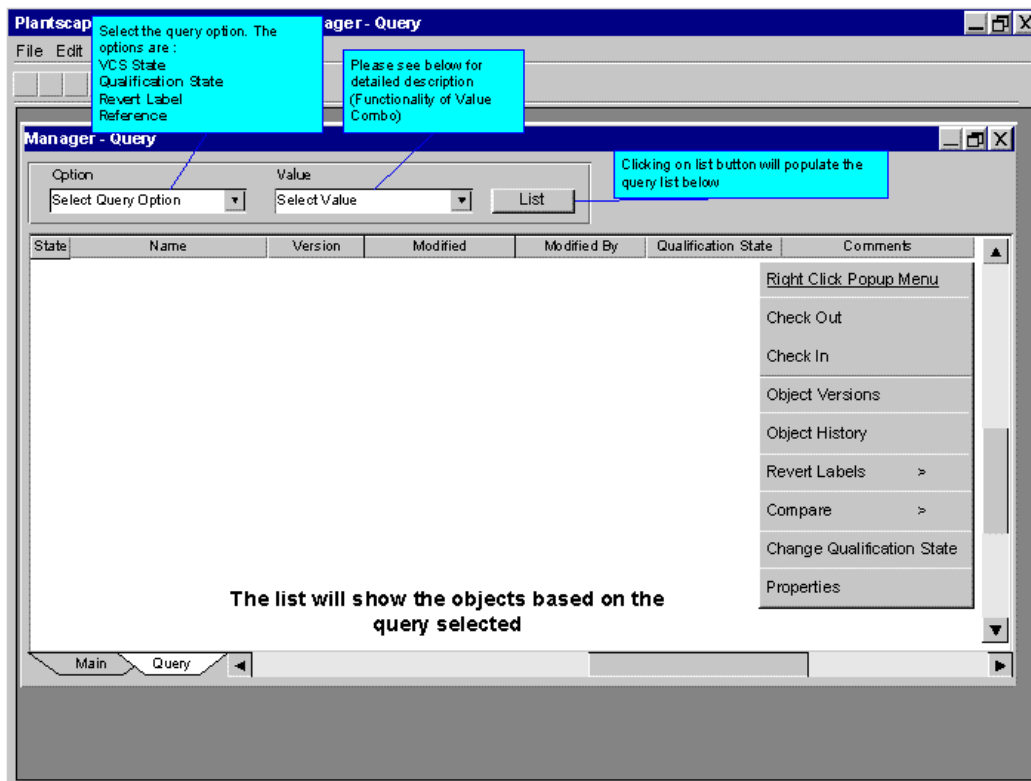 Plantscap
ager - Query
File Edit
Select the query option. The
options are :
VCS State
Qualification State
Revert Label
Reference
Please see below for
detailed description
(Functionality of Value
Combo)
Manager - Query
Clicking on list button will populate the
query list below
Option
Value
Select Query Option
Select Value
List
State Name Version Modified Modified By Qualification State Comments
Right Click Popup Menu
Check Out
Check In
Object Versions
Object History
Revert Labels >
Compare >
Change Qualification State
Properties
The list will show the objects based on the
query selected
Main Query